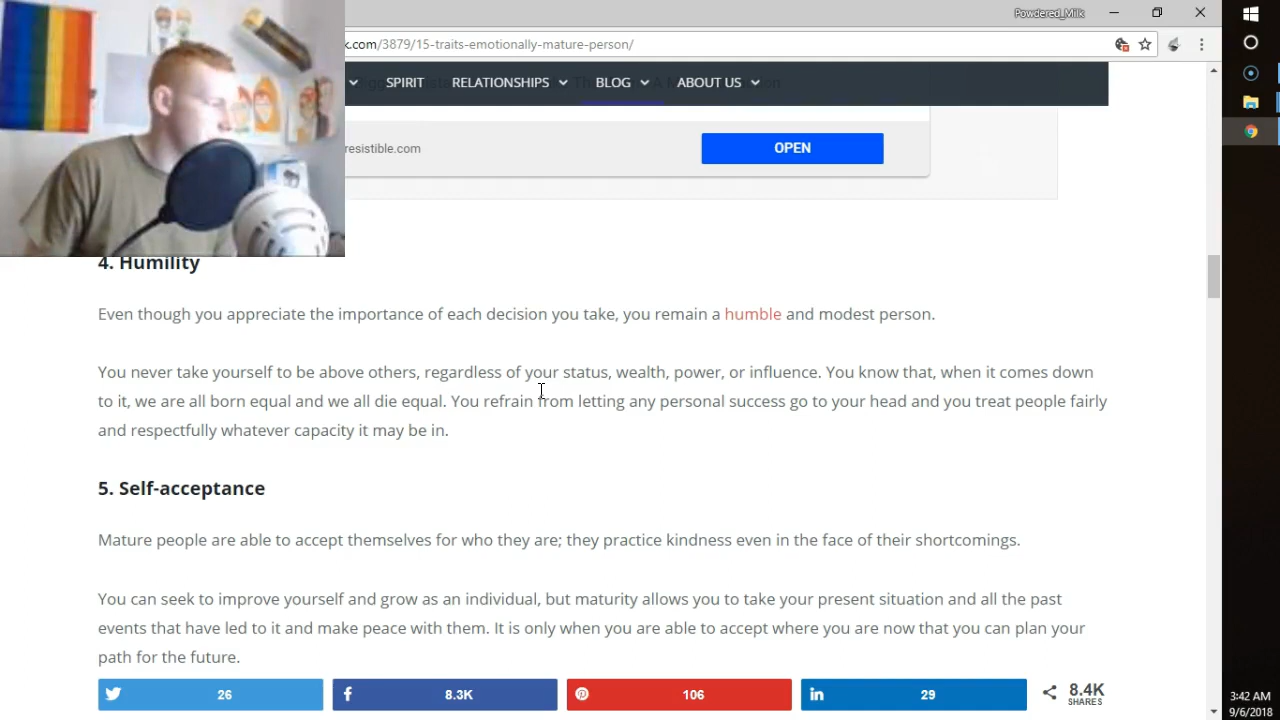 Powdered_Milk
k.com/3879/15-traits-emotionally-mature-person/
SPIRIT RELATIONSHIPS BLOG ABOUT US
resistible.com
OPEN
4. Humility
Even though you appreciate the importance of each decision you take, you remain a humble and modest person.
You never take yourself to be above others, regardless of your status, wealth, power, or influence. You know that, when it comes down
to it, we are all born equal and we all die equal. You refrain from letting any personal success go to your head and you treat people fairly
and respectfully whatever capacity it may be in.
5. Self-acceptance
Mature people are able to accept themselves for who they are; they practice kindness even in the face of their shortcomings.
You can seek to improve yourself and grow as an individual, but maturity allows you to take your present situation and all the past
events that have led to it and make peace with them. It is only when you are able to accept where you are now that you can plan your
path for the future.
26 8.3K 106 29 8.4K
SHARES
3:42 AM
9/6/2018